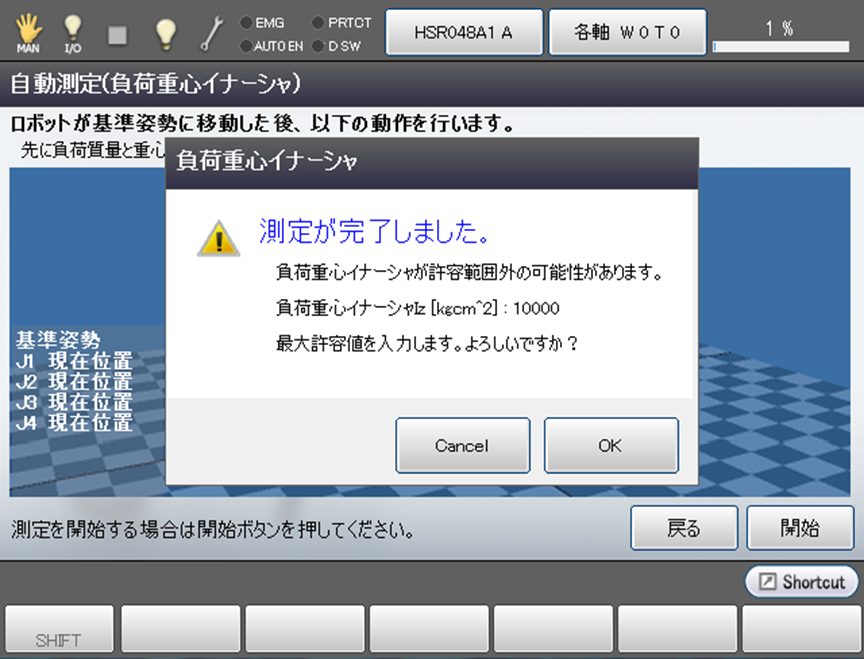 MAN
I/O
EMG
PRTCT
AUTO EN
D SW
HSR048A1 A
各軸 W0T0
1 %
自動測定(負荷重心イナーシャ)
ロボットが基準姿勢に移動した後、以下の動作を行います。
先に負荷質量と重心
負荷重心イナーシャ
測定が完了しました。
負荷重心イナーシャが許容範囲外の可能性があります。
負荷重心イナーシャIz [kgcm^2] : 10000
最大許容値を入力します。よろしいですか?
基準姿勢
J1 現在位置
J2 現在位置
J3 現在位置
J4 現在位置
Cancel
OK
測定を開始する場合は開始ボタンを押してください。
戻る
開始
Shortcut
SHIFT